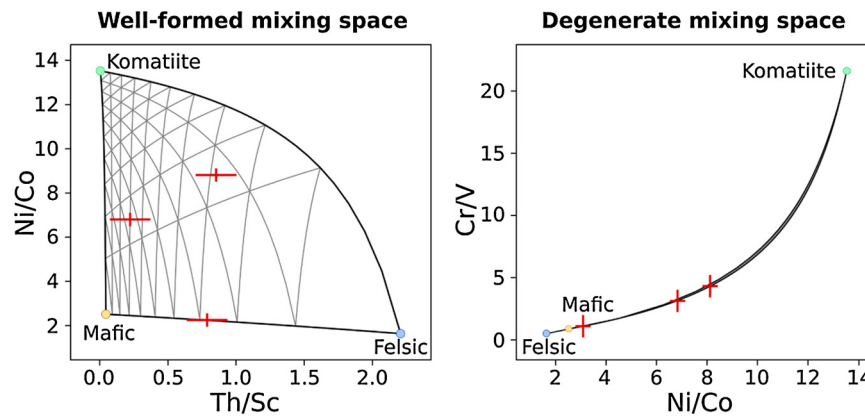 Well-formed mixing space
14
12
10
8
6
4
2
Ni/Co
Komatiite
Mafic
Felsic
0.0 0.5 1.0 1.5 2.0
Th/Sc
Degenerate mixing space
20
15
10
5
0
Cr/V
Komatiite
Mafic
Felsic
2 4 6 8 10 12 14
Ni/Co